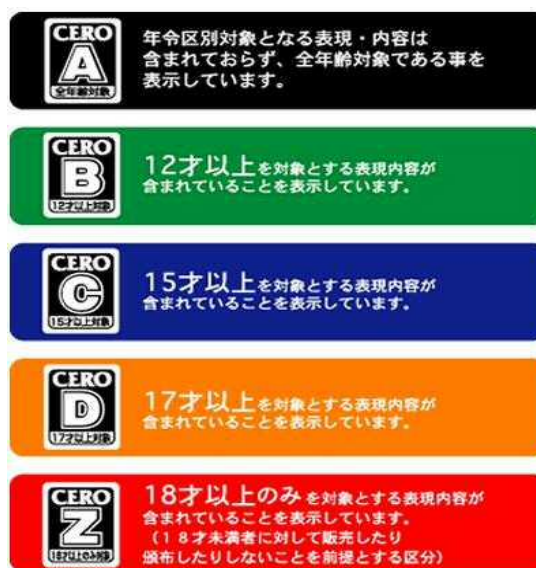 CERO
A
全年齢対象
年令区別対象となる表現・内容は
含まれておらず、全年齢対象である事を
表示しています。
CERO
B
12才以上対象
12才以上を対象とする表現内容が
含まれていることを表示しています。
CERO
C
15才以上対象
15才以上を対象とする表現内容が
含まれていることを表示しています。
CERO
D
17才以上対象
17才以上を対象とする表現内容が
含まれていることを表示しています。
CERO
Z
18才以上のみ対象
18才以上のみを対象とする表現内容が
含まれていることを表示しています。
（１８才未満者に対して販売したり
頒布したりしないことを前提とする区分）